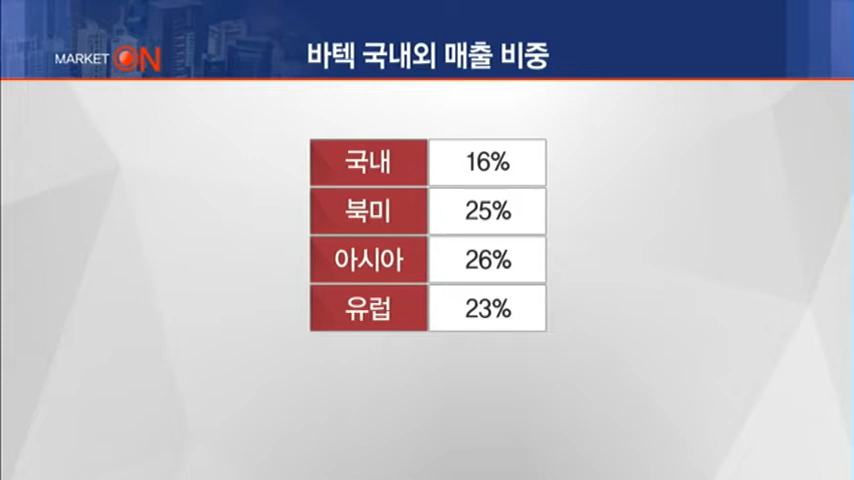 MARKET ON
바텍 국내외 매출 비중
국내 16%
북미 25%
아시아 26%
유럽 23%